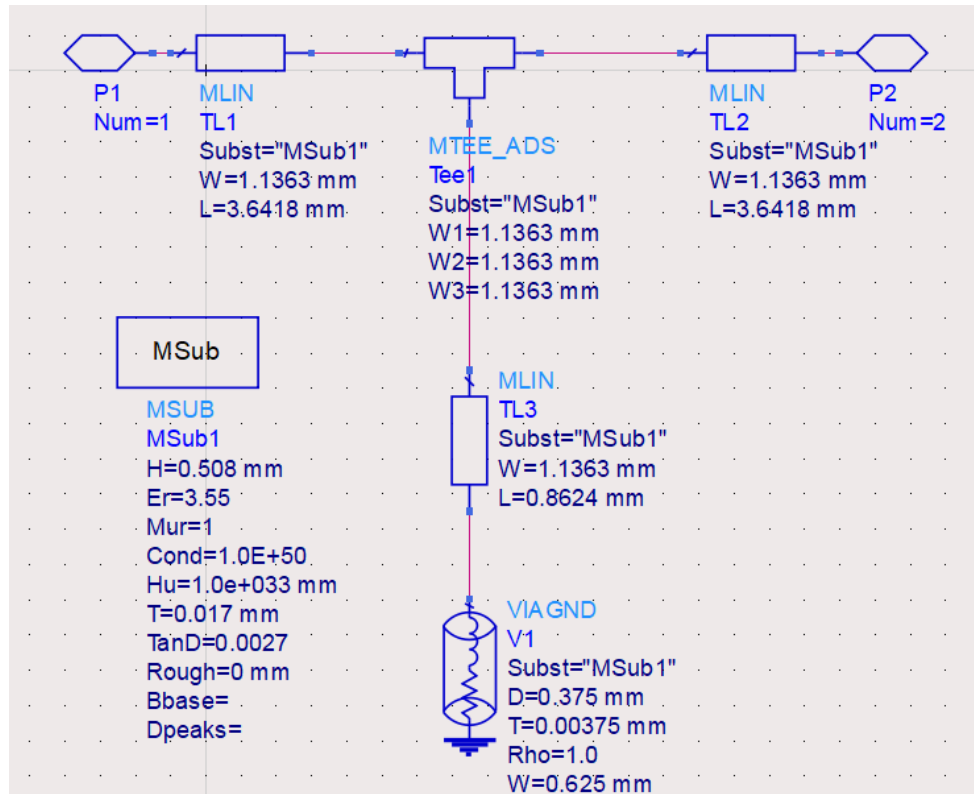 P1
Num=1
MLIN
TL1
Subst="MSub1"
W=1.1363 mm
L=3.6418 mm
MTEE_ADS
Tee1
Subst="MSub1"
W1=1.1363 mm
W2=1.1363 mm
W3=1.1363 mm
MLIN
TL2
Subst="MSub1"
W=1.1363 mm
L=3.6418 mm
P2
Num=2
MSub
MSUB
MSub1
H=0.508 mm
Er=3.55
Mur=1
Cond=1.0E+50
Hu=1.0e+033 mm
T=0.017 mm
TanD=0.0027
Rough=0 mm
Bbase=
Dpeaks=
MLIN
TL3
Subst="MSub1"
W=1.1363 mm
L=0.8624 mm
VIAGND
V1
Subst="MSub1"
D=0.375 mm
T=0.00375 mm
Rho=1.0
W=0.625 mm